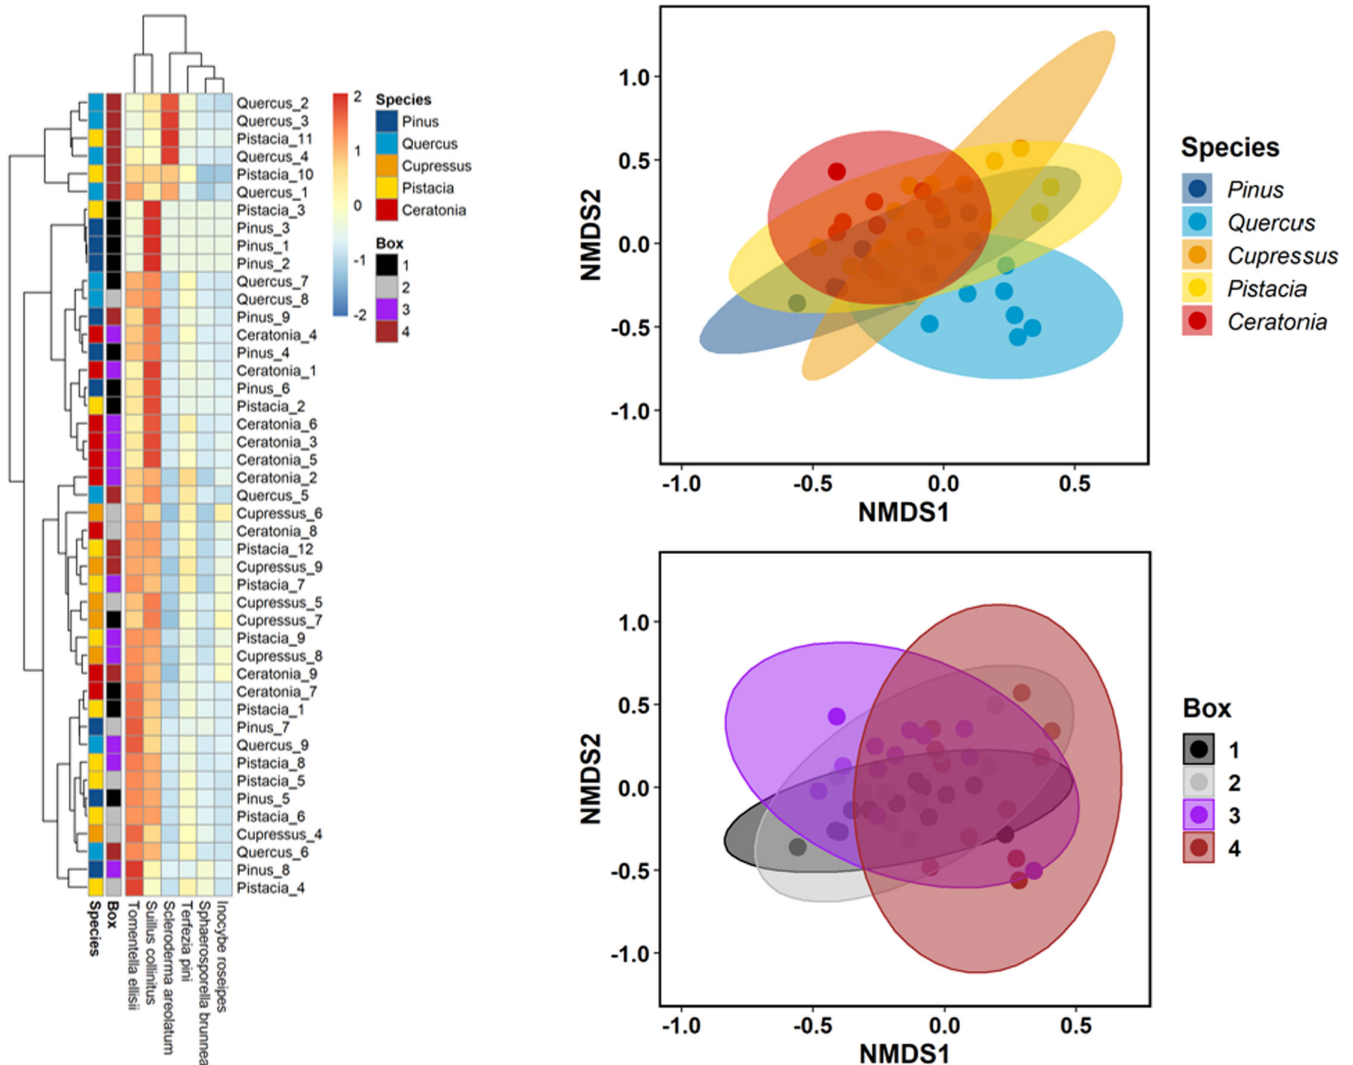 Quercus_2
Quercus_3
Pistacia_11
Quercus_4
Pistacia_10
Quercus_1
Pistacia_3
Pinus_3
Pinus_1
Pinus_2
Quercus_7
Quercus_8
Pinus_9
Ceratonia_4
Pinus_4
Ceratonia_1
Pinus_6
Pistacia_2
Ceratonia_6
Ceratonia_3
Ceratonia_5
Ceratonia_2
Quercus_5
Cupressus_6
Ceratonia_8
Pistacia_12
Cupressus_9
Pistacia_7
Cupressus_5
Cupressus_7
Pistacia_9
Cupressus_8
Ceratonia_9
Ceratonia_7
Pistacia_1
Pinus_7
Quercus_9
Pistacia_8
Pistacia_5
Pinus_5
Pistacia_6
Cupressus_4
Quercus_6
Pinus_8
Pistacia_4
Species
Box
Tomentella ellisii
Suillus collinitus
Scleroderma areolatum
Terfezia pini
Sphaerosporella brunnea
Inocybe roseipes
2
1
0
-1
-2
Species
Pinus
Quercus
Cupressus
Pistacia
Ceratonia
Box
1
2
3
4
NMDS2
1.0
0.5
0.0
-0.5
-1.0
-1.0
-0.5
0.0
0.5
NMDS1
Species
Pinus
Quercus
Cupressus
Pistacia
Ceratonia
NMDS2
1.0
0.5
0.0
-0.5
-1.0
-1.0
-0.5
0.0
0.5
NMDS1
Box
1
2
3
4